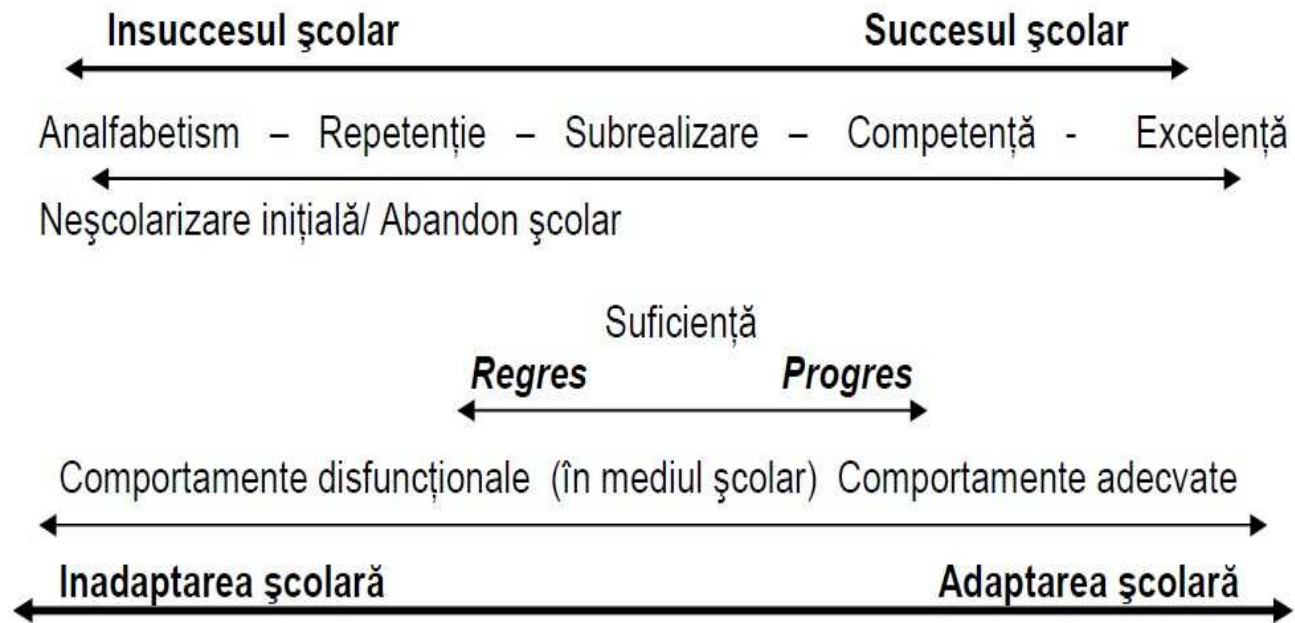 Insuccesul şcolar Succesul şcolar
Analfabetism – Repetenție – Subrealizare – Competență - Excelență
Neşcolarizare inițială/ Abandon şcolar
Suficiență
Regres Progres
Comportamente disfuncționale (în mediul şcolar) Comportamente adecvate
Inadaptarea şcolară Adaptarea şcolară